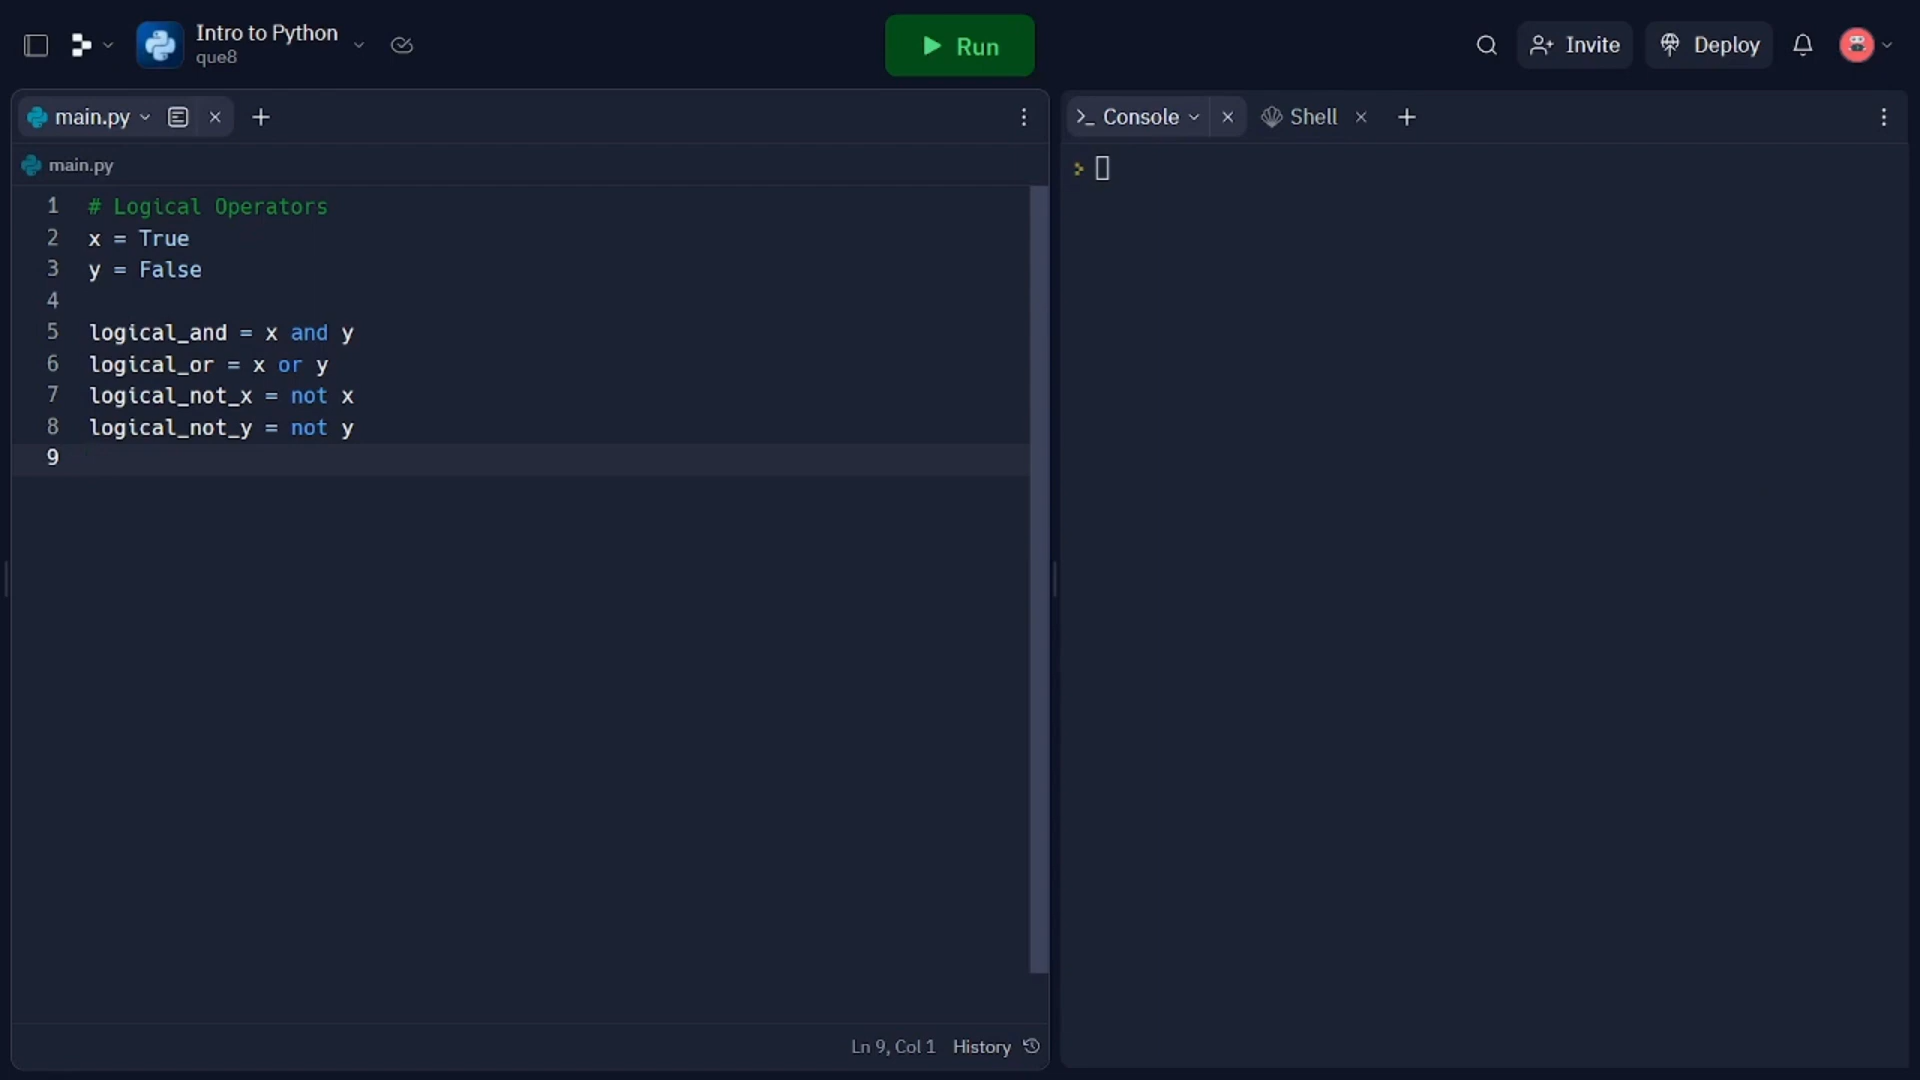 Intro to Python
que8
Run
Invite
Deploy
main.py
Console
Shell
main.py
1 # Logical Operators
2 x = True
3 y = False
4
5 logical_and = x and y
6 logical_or = x or y
7 logical_not_x = not x
8 logical_not_y = not y
9
Ln 9, Col 1 History